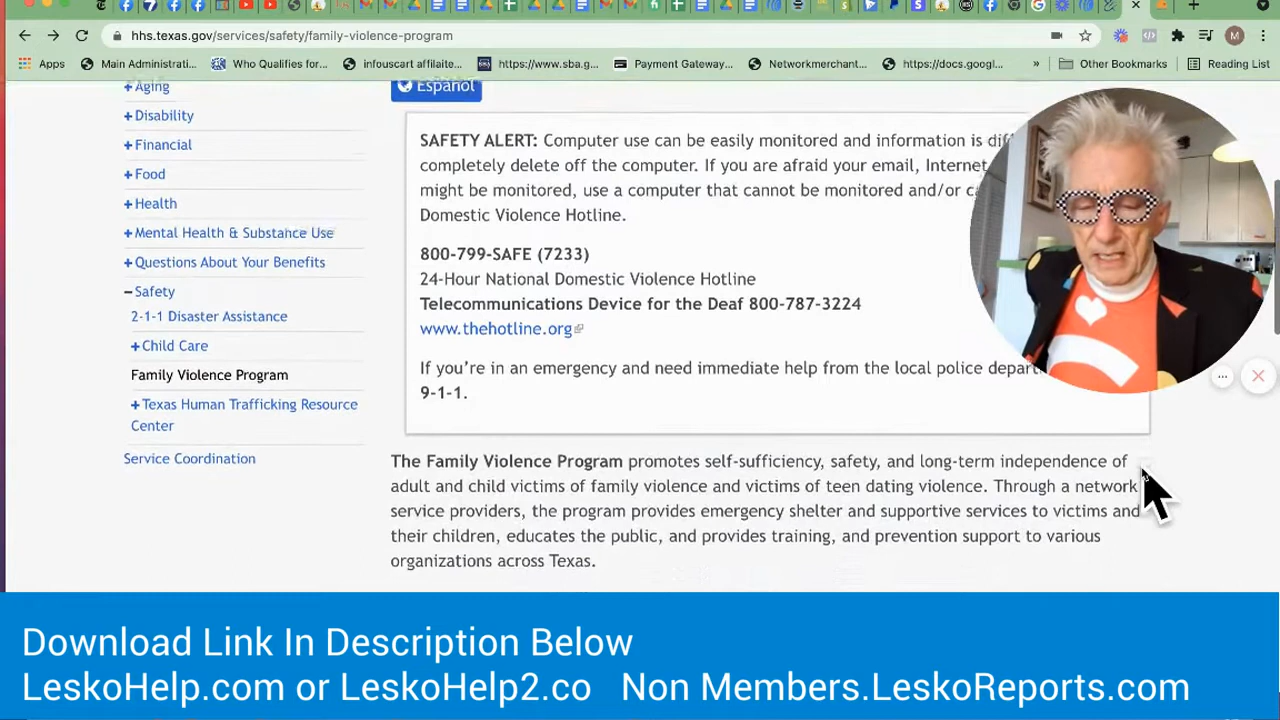 hhs.texas.gov/services/safety/family-violence-program
Apps
Main Administrati...
Who Qualifies for...
infouscart affilaite...
https://www.sba.g...
Payment Gateway...
Networkmerchant...
https://docs.googl...
»
Other Bookmarks
Reading List
M
+Aging
+Disability
+Financial
+Food
+Health
+Mental Health & Substance Use
+Questions About Your Benefits
–Safety
2-1-1 Disaster Assistance
+Child Care
Family Violence Program
+Texas Human Trafficking Resource
Center
Service Coordination
Español
SAFETY ALERT: Computer use can be easily monitored and information is
completely delete off the computer. If you are afraid your email, Internet
might be monitored, use a computer that cannot be monitored and/or
Domestic Violence Hotline.
800-799-SAFE (7233)
24-Hour National Domestic Violence Hotline
Telecommunications Device for the Deaf 800-787-3224
www.thehotline.org
If you’re in an emergency and need immediate help from the local police
9-1-1.
The Family Violence Program promotes self-sufficiency, safety, and long-term independence of
adult and child victims of family violence and victims of teen dating violence. Through a network
service providers, the program provides emergency shelter and supportive services to victims and
their children, educates the public, and provides training, and prevention support to various
organizations across Texas.
Download Link In Description Below
LeskoHelp.com or LeskoHelp2.co Non Members.LeskoReports.com